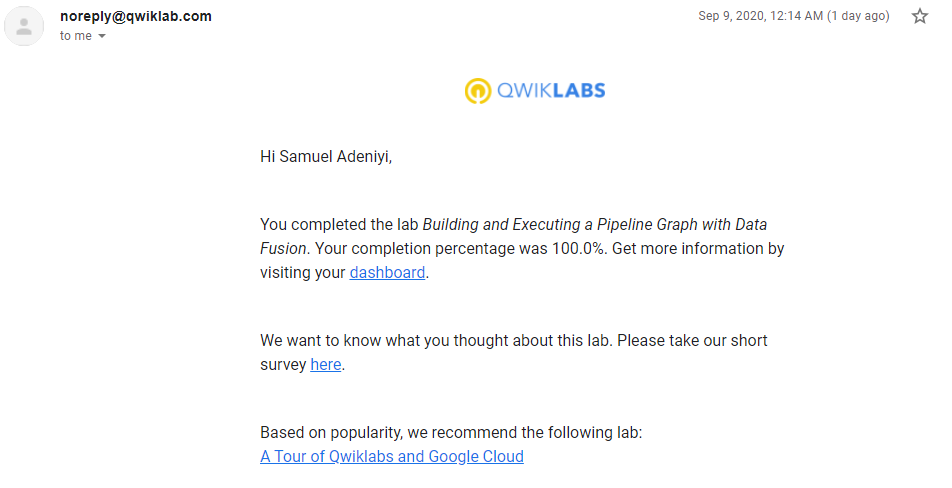 noreply@qwiklab.com
Sep 9, 2020, 12:14 AM (1 day ago)
to me
QWIKLABS
Hi Samuel Adeniyi,
You completed the lab Building and Executing a Pipeline Graph with Data
Fusion. Your completion percentage was 100.0%. Get more information by
visiting your dashboard.
We want to know what you thought about this lab. Please take our short
survey here.
Based on popularity, we recommend the following lab:
A Tour of Qwiklabs and Google Cloud